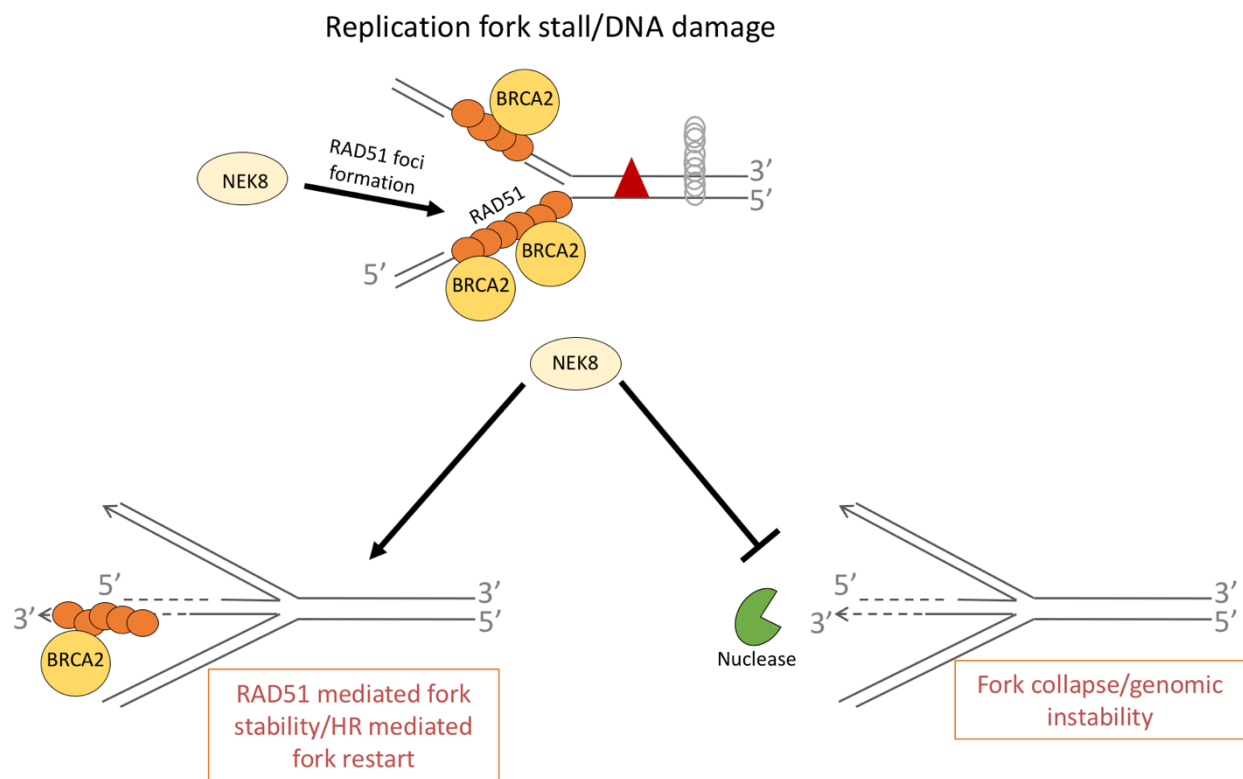 Replication fork stall/DNA damage
BRCA2
RAD51 foci
formation
NEK8
3’
5’
RAD51
BRCA2
BRCA2
5’
NEK8
5’
3’
3’
5’
BRCA2
RAD51 mediated fork
stability/HR mediated
fork restart
Nuclease
5’
3’
3’
5’
Fork collapse/genomic
instability